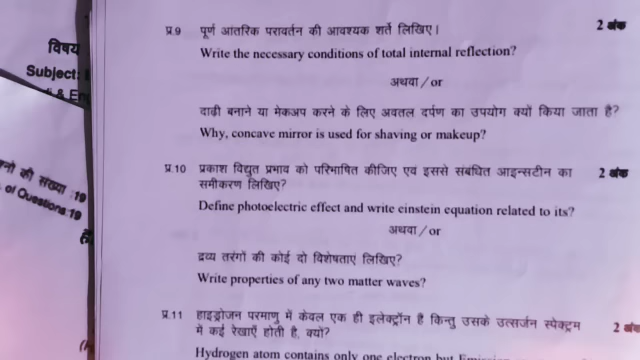 विषय
Subject:
& En
नों की संख्या :19
of Questions:19
प्र.9 पूर्ण आंतरिक परावर्तन की आवश्यक शर्ते लिखिए। 2 अंक
Write the necessary conditions of total internal reflection?
अथवा / or
दाढ़ी बनाने या मेकअप करने के लिए अवतल दर्पण का उपयोग क्यों किया जाता है?
Why, concave mirror is used for shaving or makeup?
प्र.10 प्रकाश विद्युत प्रभाव को परिभाषित कीजिए एवं इससे संबंधित आइन्सटीन का 2 अंक
समीकरण लिखिए?
Define photoelectric effect and write einstein equation related to its?
अथवा / or
द्रव्य तरंगों की कोई दो विशेषताएं लिखिए?
Write properties of any two matter waves?
प्र.11 हाइड्रोजन परमाणु में केवल एक ही इलेक्ट्रॉन है किन्तु उसके उत्सर्जन स्पेक्ट्रम 2 अंक
में कई रेखाएँ होती है, क्यों?
Hydrogen atom contains only one electron but